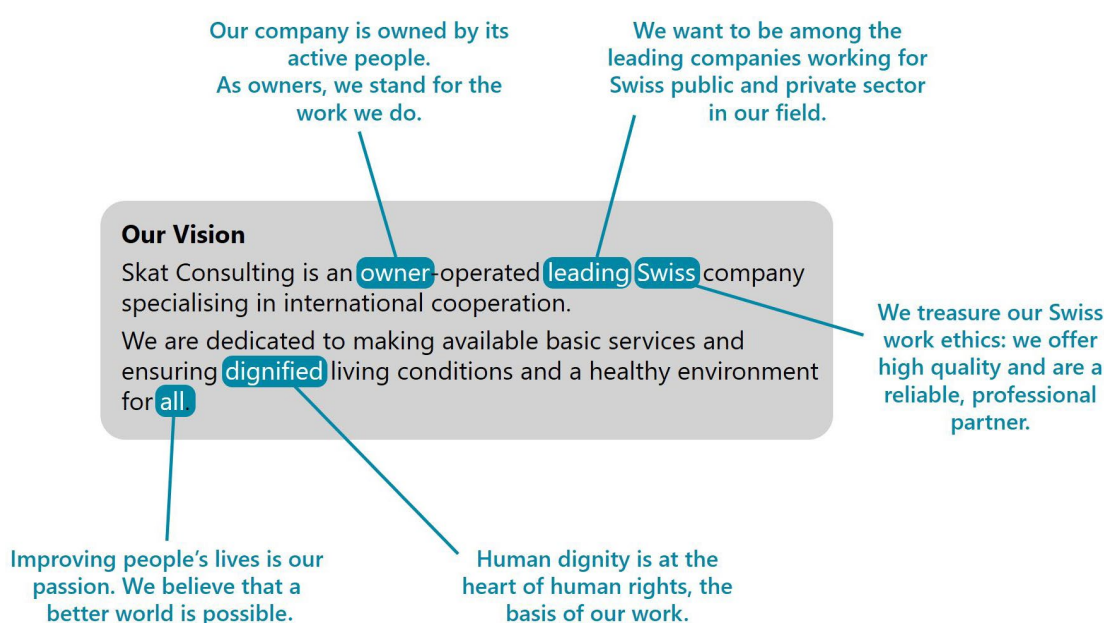 Our company is owned by its
active people.
As owners, we stand for the
work we do.
We want to be among the
leading companies working for
Swiss public and private sector
in our field.
Our Vision
Skat Consulting is an owner-operated leading Swiss company
specialising in international cooperation.
We are dedicated to making available basic services and
ensuring dignified living conditions and a healthy environment
for all.
We treasure our Swiss
work ethics: we offer
high quality and are a
reliable, professional
partner.
Improving people’s lives is our
passion. We believe that a
better world is possible.
Human dignity is at the
heart of human rights, the
basis of our work.